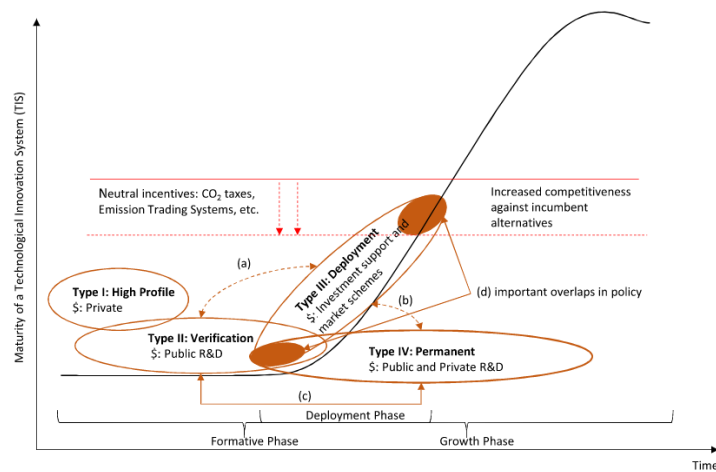 Maturity of a Technological Innovation System (TIS)
Neutral incentives: CO₂ taxes,
Emission Trading Systems, etc.
Increased competitiveness
against incumbent
alternatives
(a)
Type I: High Profile
$: Private
Type III: Deployment
$: Investment support and
market schemes
(d) important overlaps in policy
(b)
Type II: Verification
$: Public R&D
Type IV: Permanent
$: Public and Private R&D
(c)
Deployment Phase
Formative Phase
Growth Phase
Time